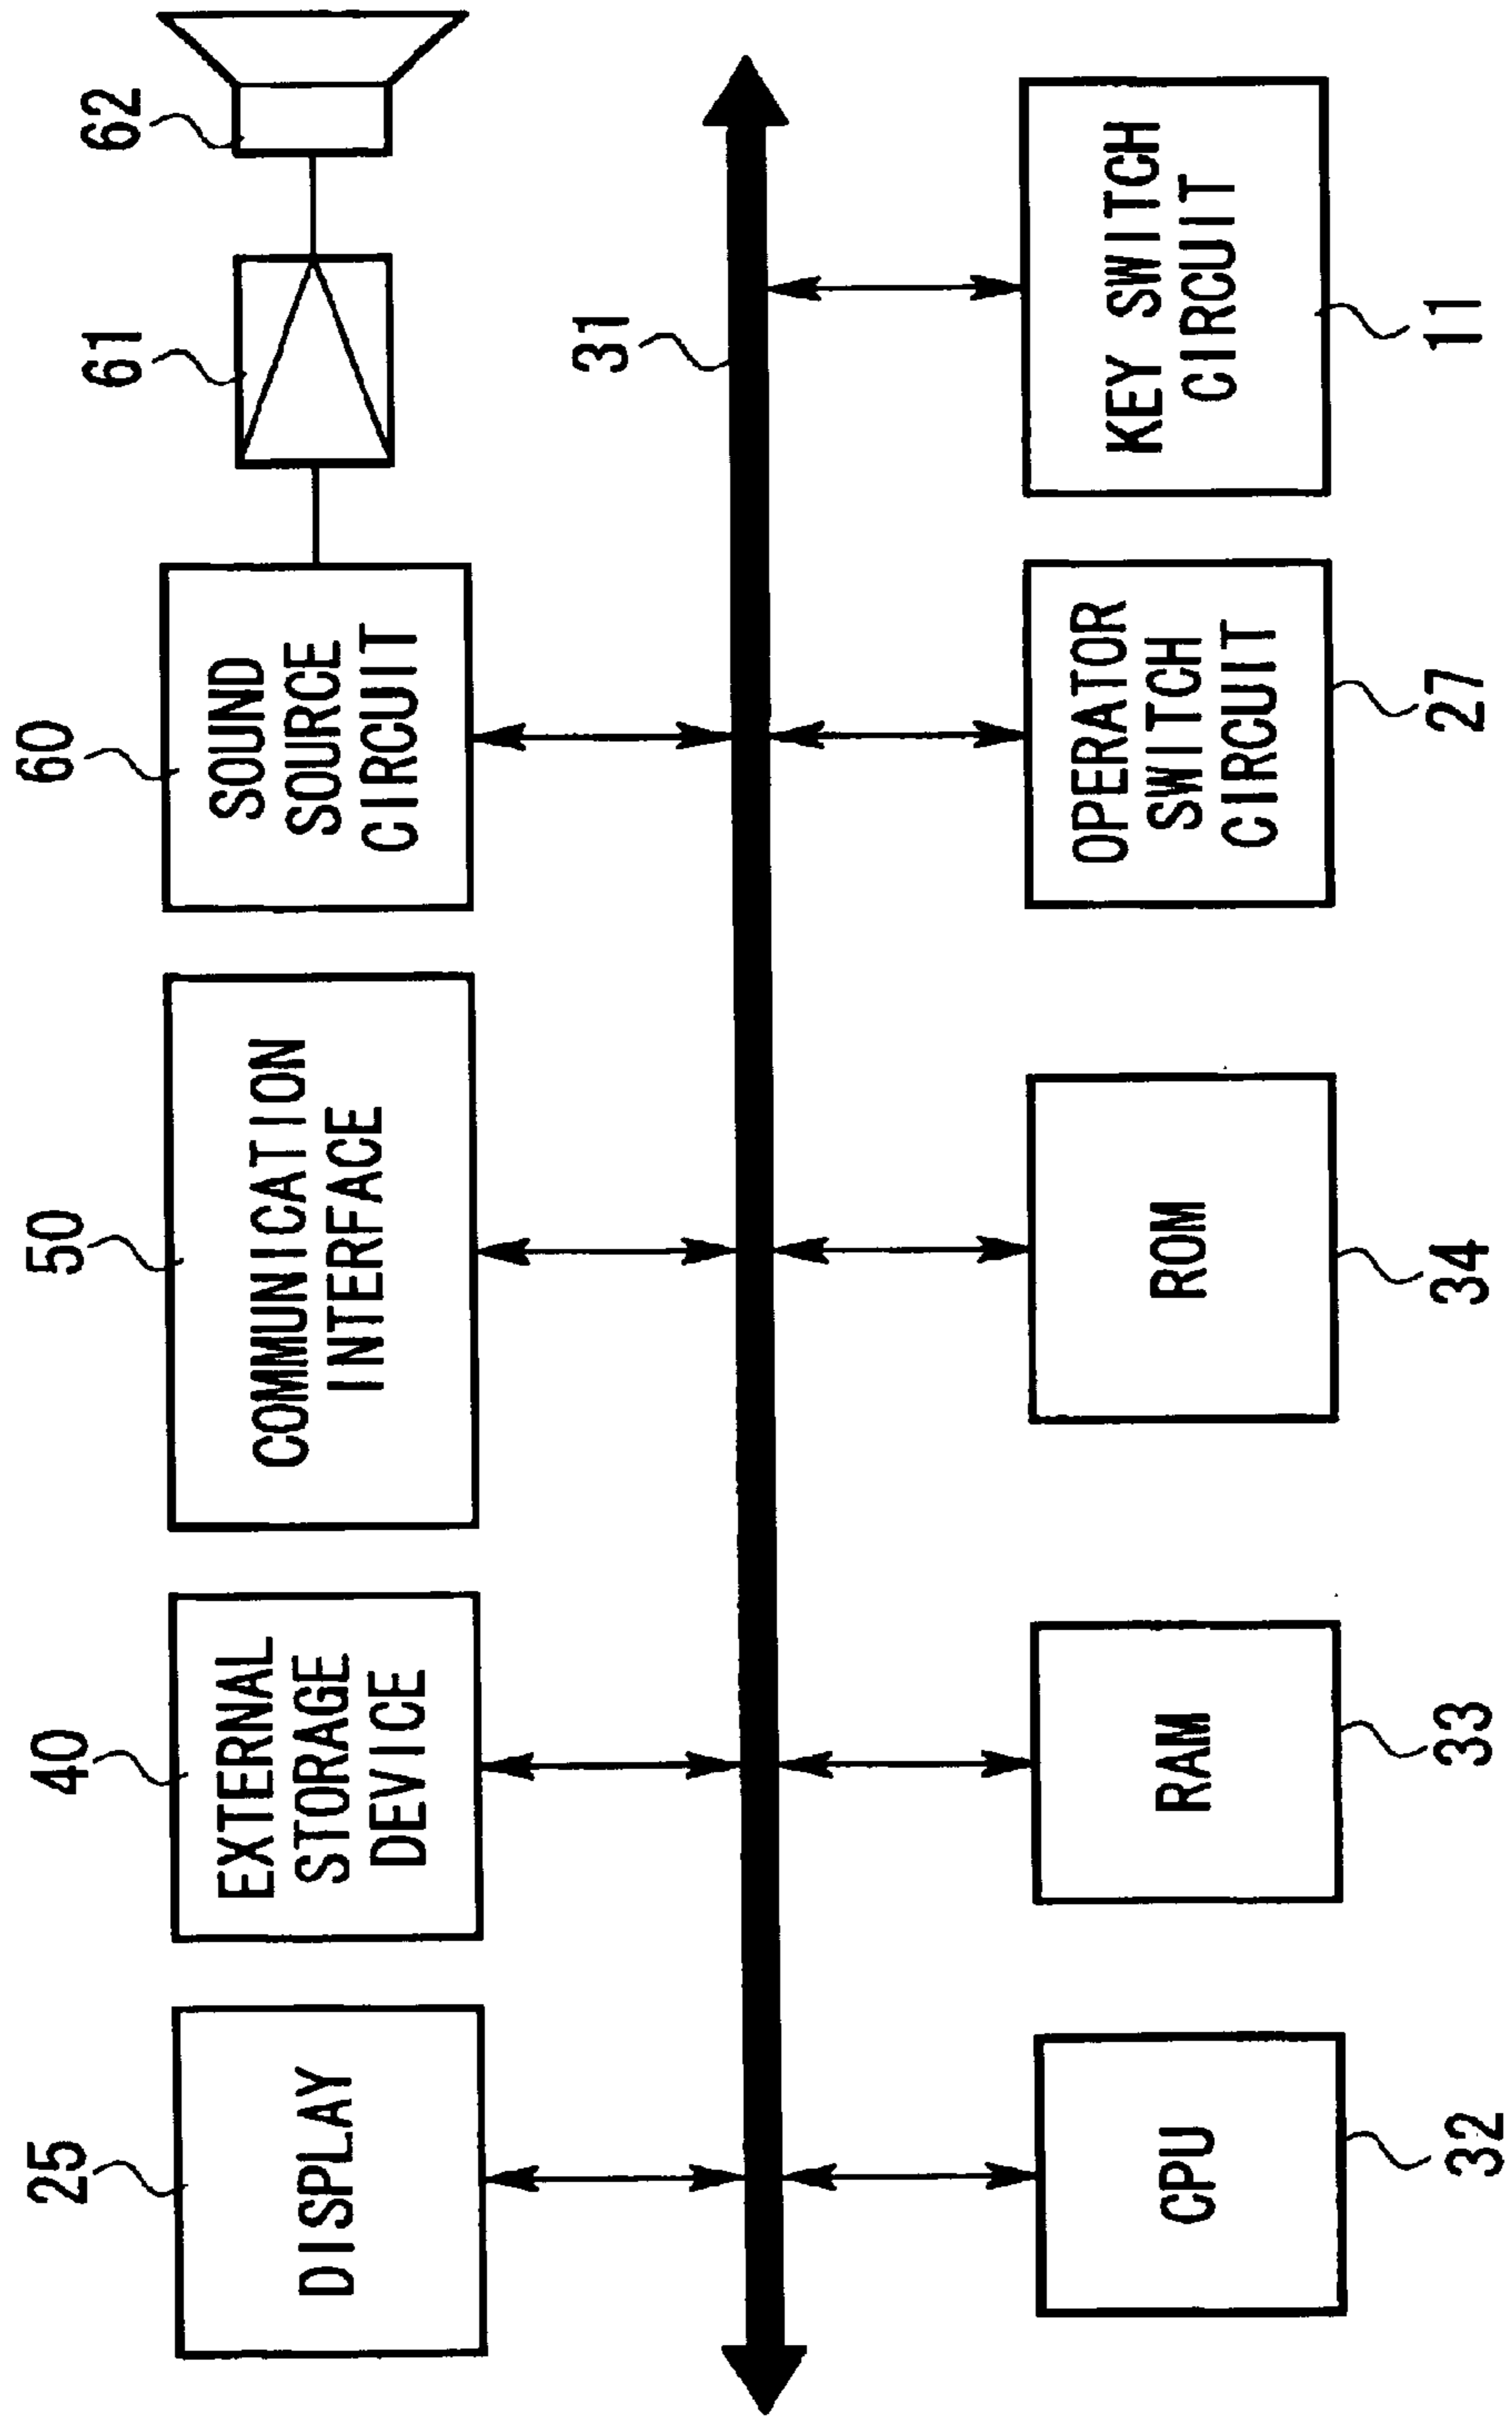 25
DISPLAY
40
EXTERNAL
STORAGE
DEVICE
50
COMMUNICATION
INTERFACE
60
SOUND
SOURCE
CIRCUIT
61
62
31
CPU
32
RAM
33
ROM
34
OPERATOR
SWITCH
CIRCUIT
27
KEY SWITCH
CIRCUIT
11